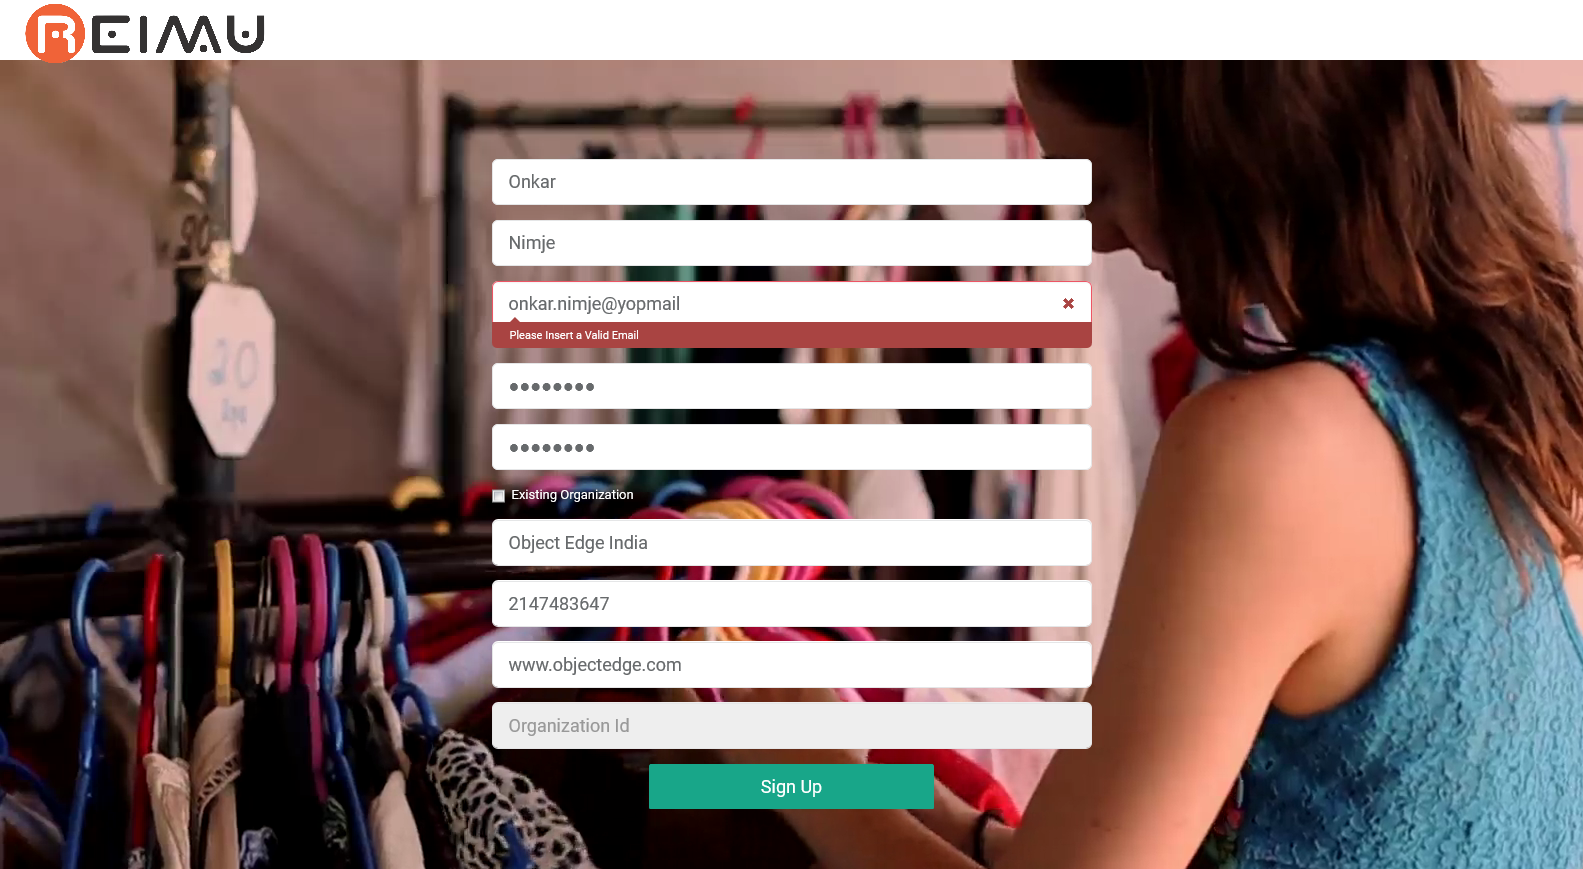 REIMU
Onkar
Nimje
onkar.nimje@yopmail
Please Insert a Valid Email
Existing Organization
Object Edge India
2147483647
www.objectedge.com
Organization Id
Sign Up
20